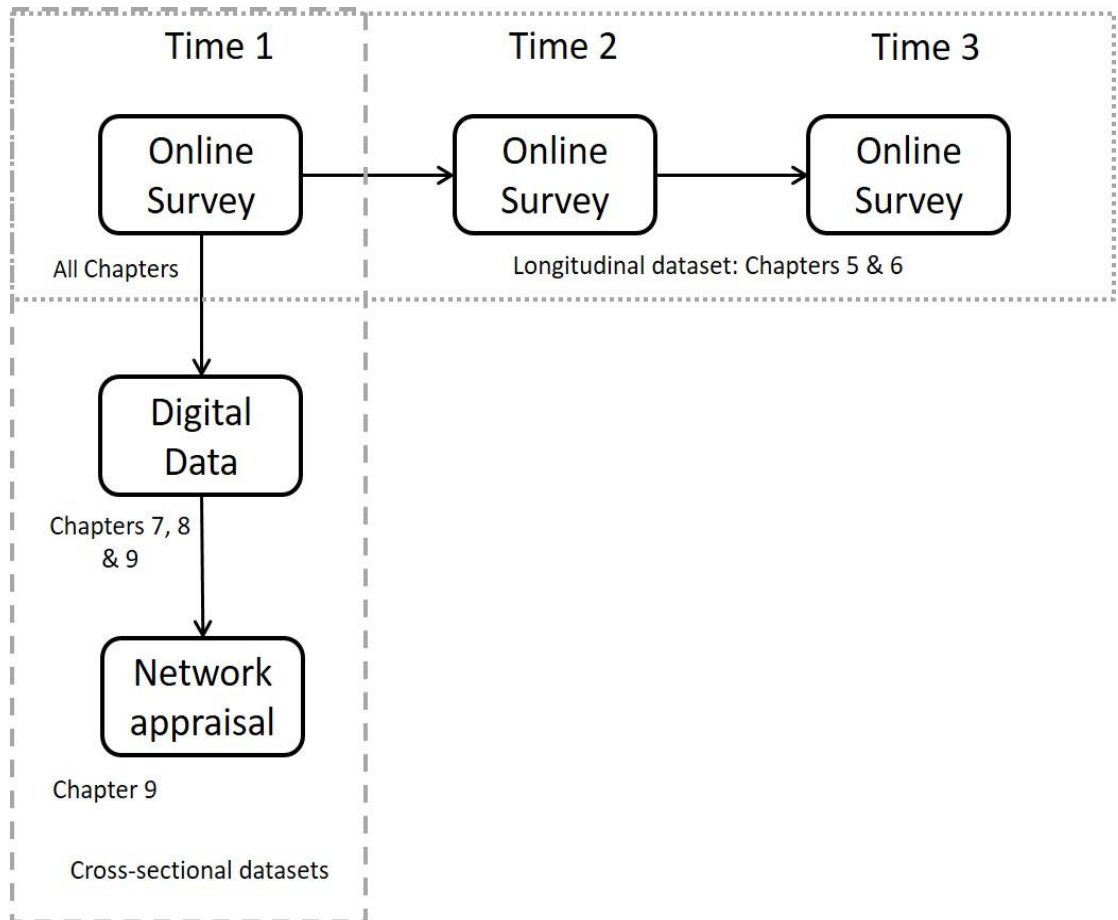 Time 1
Time 2
Time 3
Online
Survey
Online
Survey
Online
Survey
All Chapters
Longitudinal dataset: Chapters 5 & 6
Digital
Data
Chapters 7, 8
& 9
Network
appraisal
Chapter 9
Cross-sectional datasets